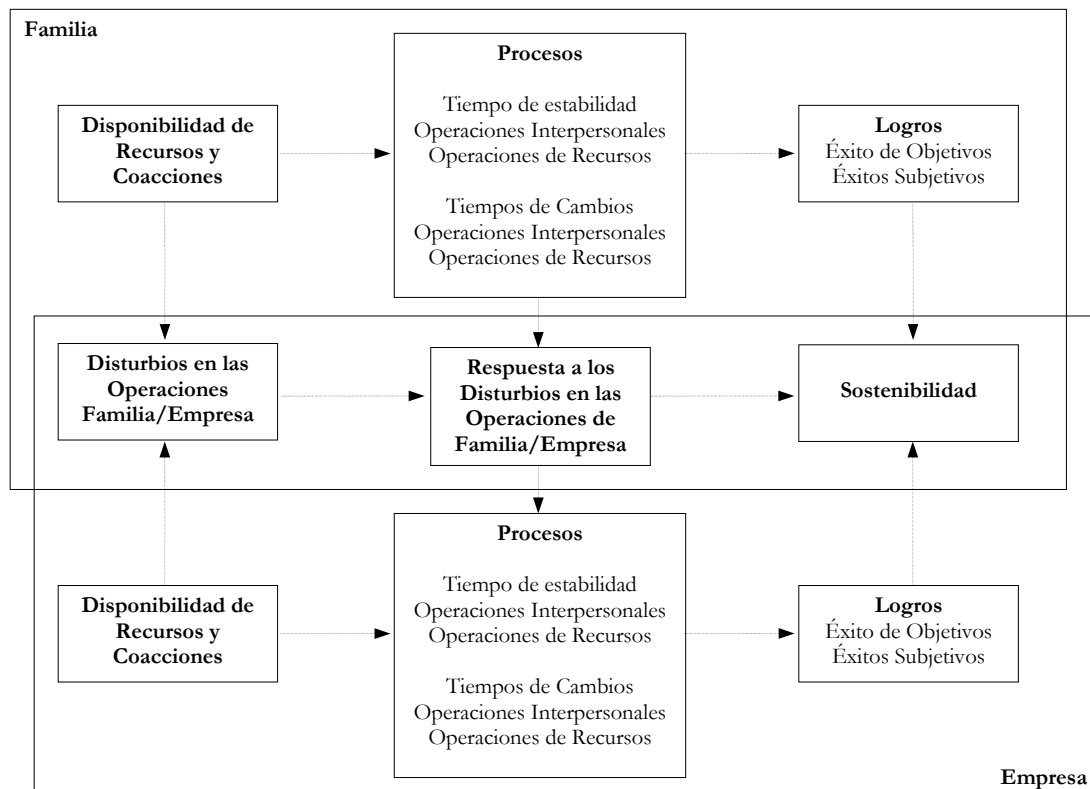 Familia
Procesos
Tiempo de estabilidad
Operaciones Interpersonales
Operaciones de Recursos
Tiempos de Cambios
Operaciones Interpersonales
Operaciones de Recursos
Disponibilidad de
Recursos y
Coacciones
Logros
Éxito de Objetivos
Éxitos Subjetivos
Disturbios en las
Operaciones
Familia/Empresa
Respuesta a los
Disturbios en las
Operaciones de
Familia/Empresa
Sostenibilidad
Procesos
Tiempo de estabilidad
Operaciones Interpersonales
Operaciones de Recursos
Tiempos de Cambios
Operaciones Interpersonales
Operaciones de Recursos
Disponibilidad de
Recursos y
Coacciones
Logros
Éxito de Objetivos
Éxitos Subjetivos
Empresa